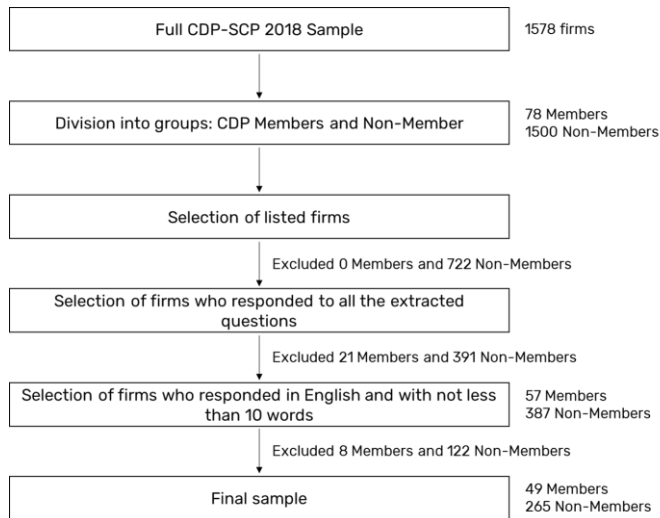 Full CDP-SCP 2018 Sample
1578 firms
Division into groups: CDP Members and Non-Member
78 Members
1500 Non-Members
Selection of listed firms
Excluded 0 Members and 722 Non-Members
Selection of firms who responded to all the extracted
questions
Excluded 21 Members and 391 Non-Members
Selection of firms who responded in English and with not less
than 10 words
57 Members
387 Non-Members
Excluded 8 Members and 122 Non-Members
Final sample
49 Members
265 Non-Members